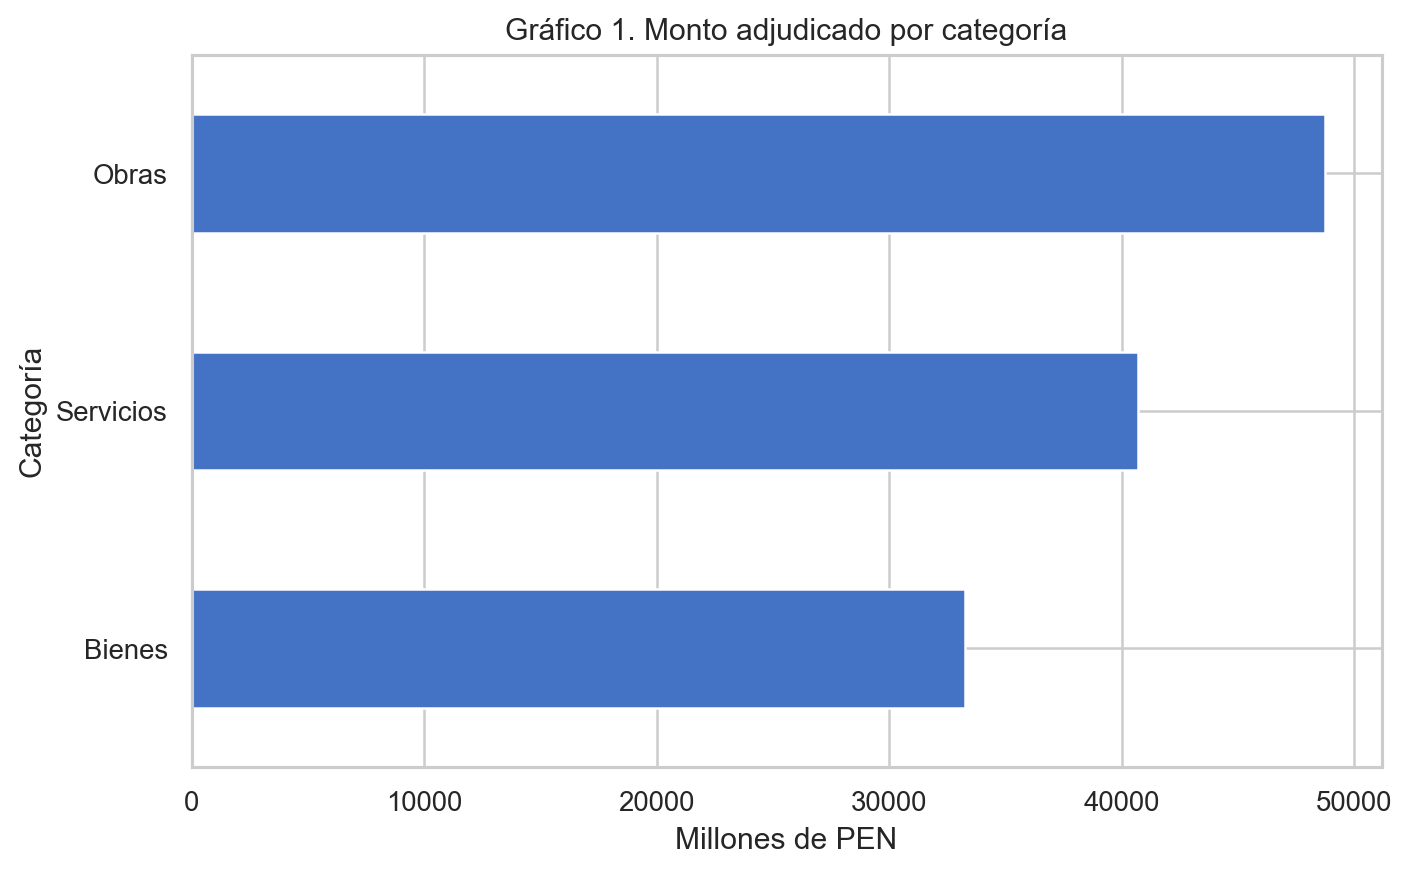 Gráfico 1. Monto adjudicado por categoría
Categoría
Obras
Servicios
Bienes
0 10000 20000 30000 40000 50000
Millones de PEN